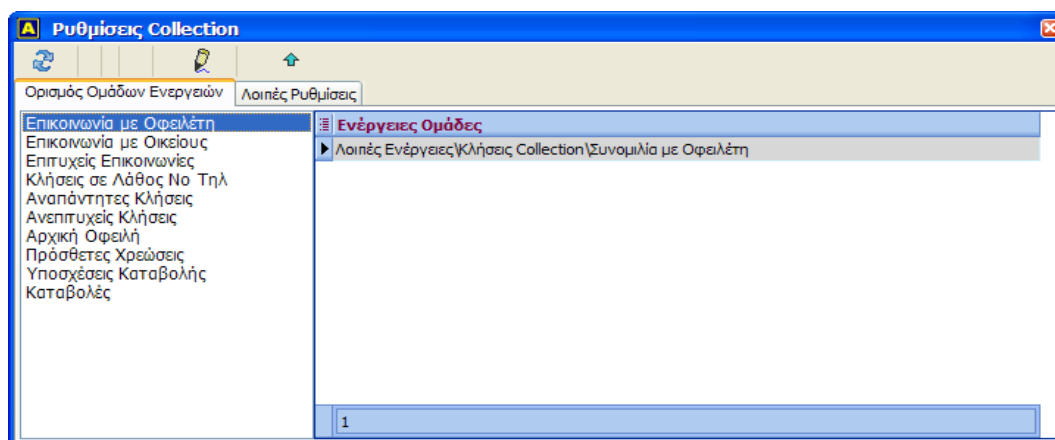 A Ρυθμίσεις Collection
Ορισμός Ομάδων Ενεργειών Λοιπές Ρυθμίσεις
Επικοινωνία με Οφειλέτη
Επικοινωνία με Οικείους
Επιτυχείς Επικοινωνίες
Κλήσεις σε Λάθος Νο Τηλ
Αναπάντητες Κλήσεις
Ανεπιτυχείς Κλήσεις
Αρχική Οφειλή
Πρόσθετες Χρεώσεις
Υποσχέσεις Καταβολής
Καταβολές
Ενέργειες Ομάδες
Λοιπές Ενέργειες\Κλήσεις Collection\Συνομιλία με Οφειλέτη
1